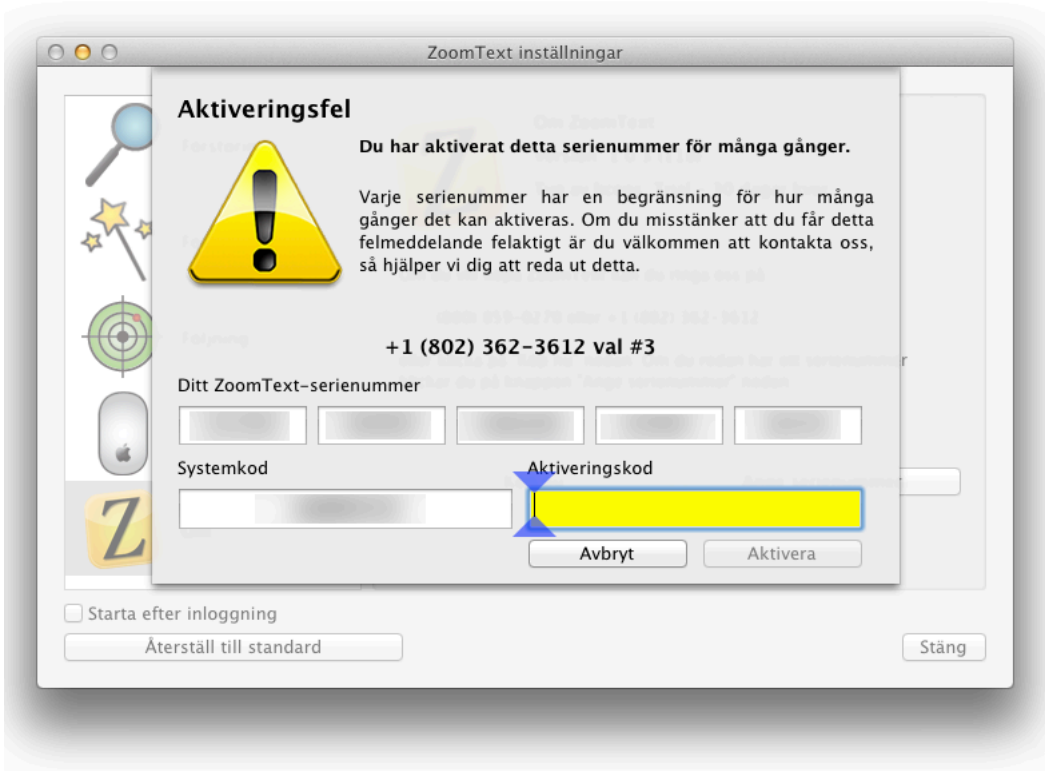 ZoomText inställningar
Aktiveringsfel
Du har aktiverat detta serienummer för många gånger.
Varje serienummer har en begränsning för hur många
gånger det kan aktiveras. Om du misstänker att du får detta
felmeddelande felaktigt är du välkommen att kontakta oss,
så hjälper vi dig att reda ut detta.
+1 (802) 362-3612 val #3
Ditt ZoomText-serienummer
Systemkod
Aktiveringskod
Avbryt
Aktivera
Starta efter inloggning
Återställ till standard
Stäng